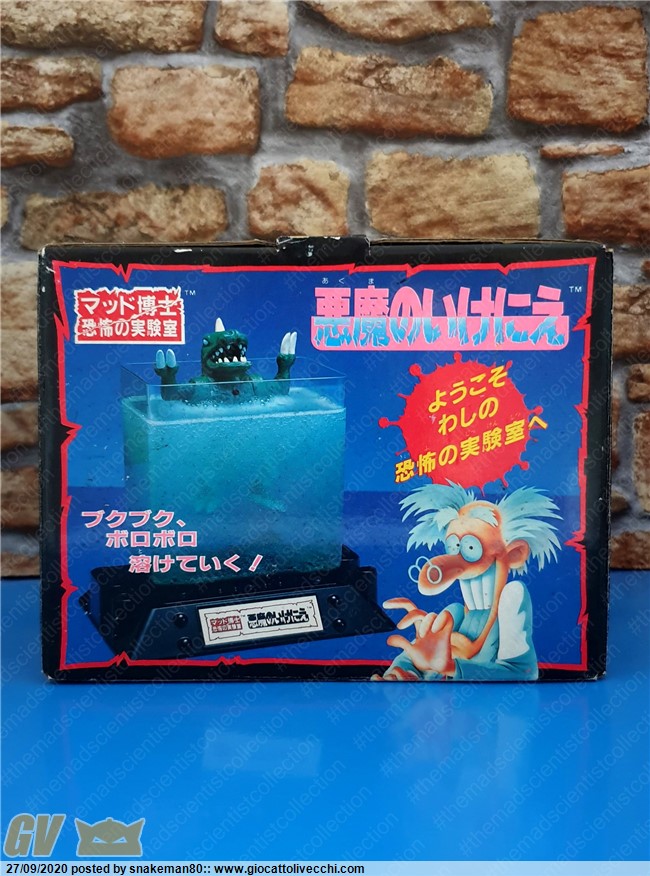 マッド博士
恐怖の実験室
TM
あくま
悪魔のいけにえ
TM
ようこそ
わしの
恐怖の実験室へ
ブクブク、
ボロボロ
溶けていく!
マッド博士
恐怖の実験室
悪魔のいけにえ
#themadscientistcollection
GV
27/09/2020 posted by snakeman80:: www.giocattolivecchi.com